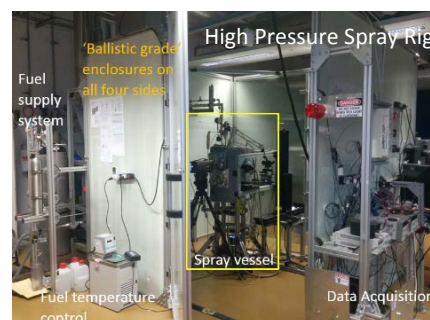 High Pressure Spray Rig
'Ballistic grade'
enclosures on
all four sides
Fuel
supply
system
DANGER
Spray vessel
Fuel temperature
control
Data Acquisition